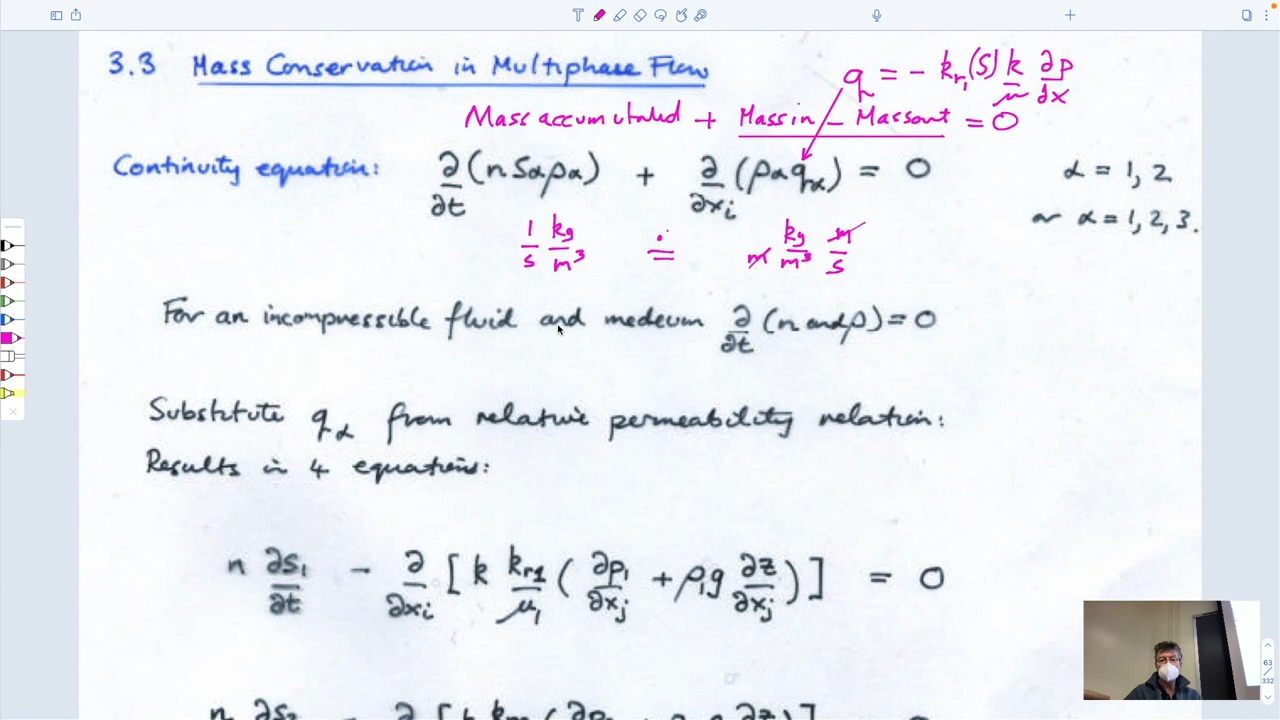 3.3 Mass Conservation in Multiphase Flow
q = - kr₁(S) k/μ ∂p/∂x
Mass accumulated + Mass in - Mass out = 0
Continuity equation: ∂/∂t (n Sα ρα) + ∂/∂xi (ρα qα) = 0 α = 1, 2
or α = 1, 2, 3.
1/s kg/m³ ≐ m kg/m³ m/s
For an incompressible fluid and medium ∂/∂t (n and ρ) = 0
Substitute qα from relative permeability relation:
Results in 4 equations:
n ∂S₁/∂t - ∂/∂xi [k kr1/μ₁ (∂p₁/∂xj + ρ₁g ∂z/∂xj)] = 0
63
/
332